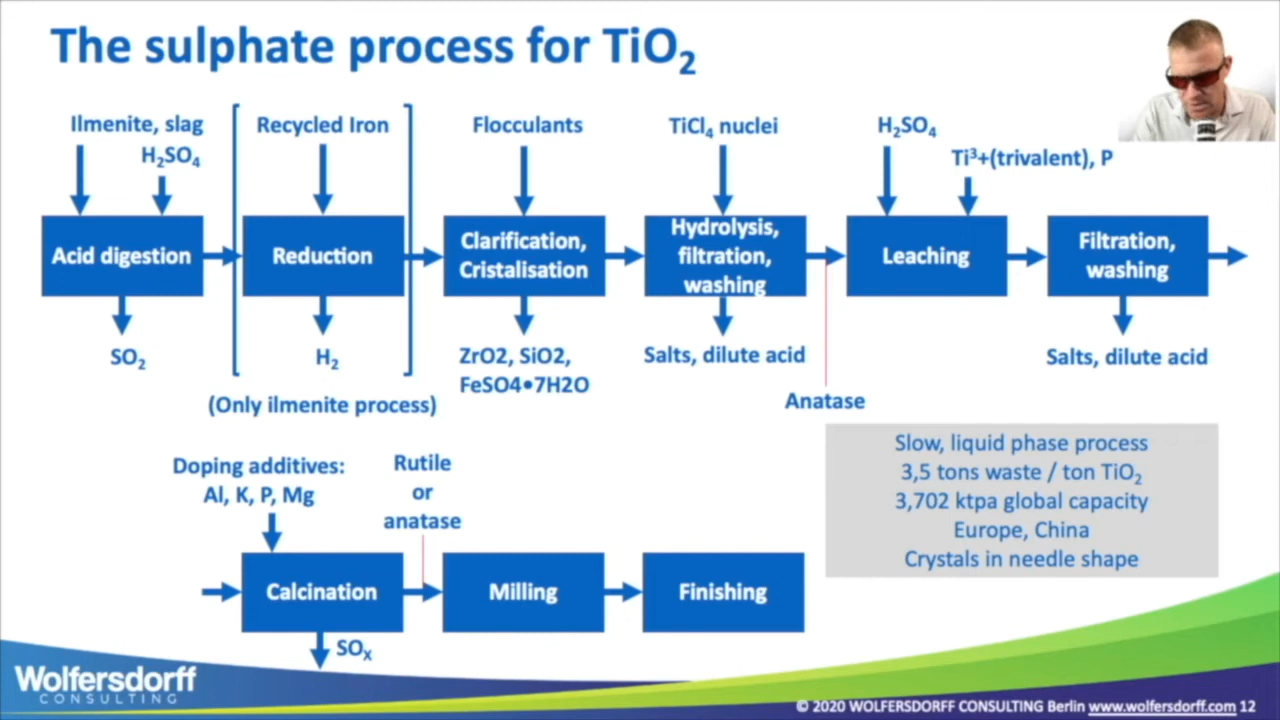 The sulphate process for TiO₂
Ilmenite, slag
H₂SO₄
Recycled Iron
Flocculants
TiCl₄ nuclei
H₂SO₄
Ti³+(trivalent), P
Acid digestion
Reduction
Clarification,
Cristalisation
Hydrolysis,
filtration,
washing
Leaching
Filtration,
washing
SO₂
H₂
ZrO2, SiO2,
FeSO4•7H2O
Salts, dilute acid
Salts, dilute acid
(Only ilmenite process)
Anatase
Doping additives:
Al, K, P, Mg
Rutile
or
anatase
Slow, liquid phase process
3,5 tons waste / ton TiO₂
3,702 ktpa global capacity
Europe, China
Crystals in needle shape
Calcination
Milling
Finishing
SOₓ
Wolfersdorff
CONSULTING
© 2020 WOLFERSDORFF CONSULTING Berlin www.wolfersdorff.com 12